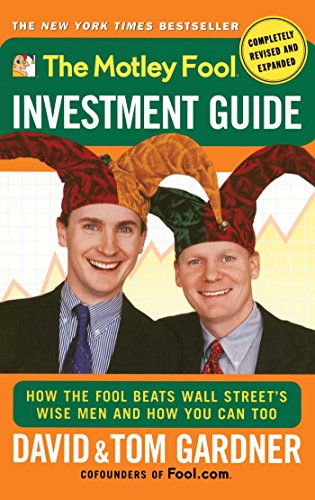 THE NEW YORK TIMES BESTSELLER
COMPLETELY
REVISED AND
EXPANDED
The Motley Fool
INVESTMENT GUIDE
HOW THE FOOL BEATS WALL STREET'S
WISE MEN AND HOW YOU CAN TOO
DAVID & TOM GARDNER
COFOUNDERS OF Fool.com.